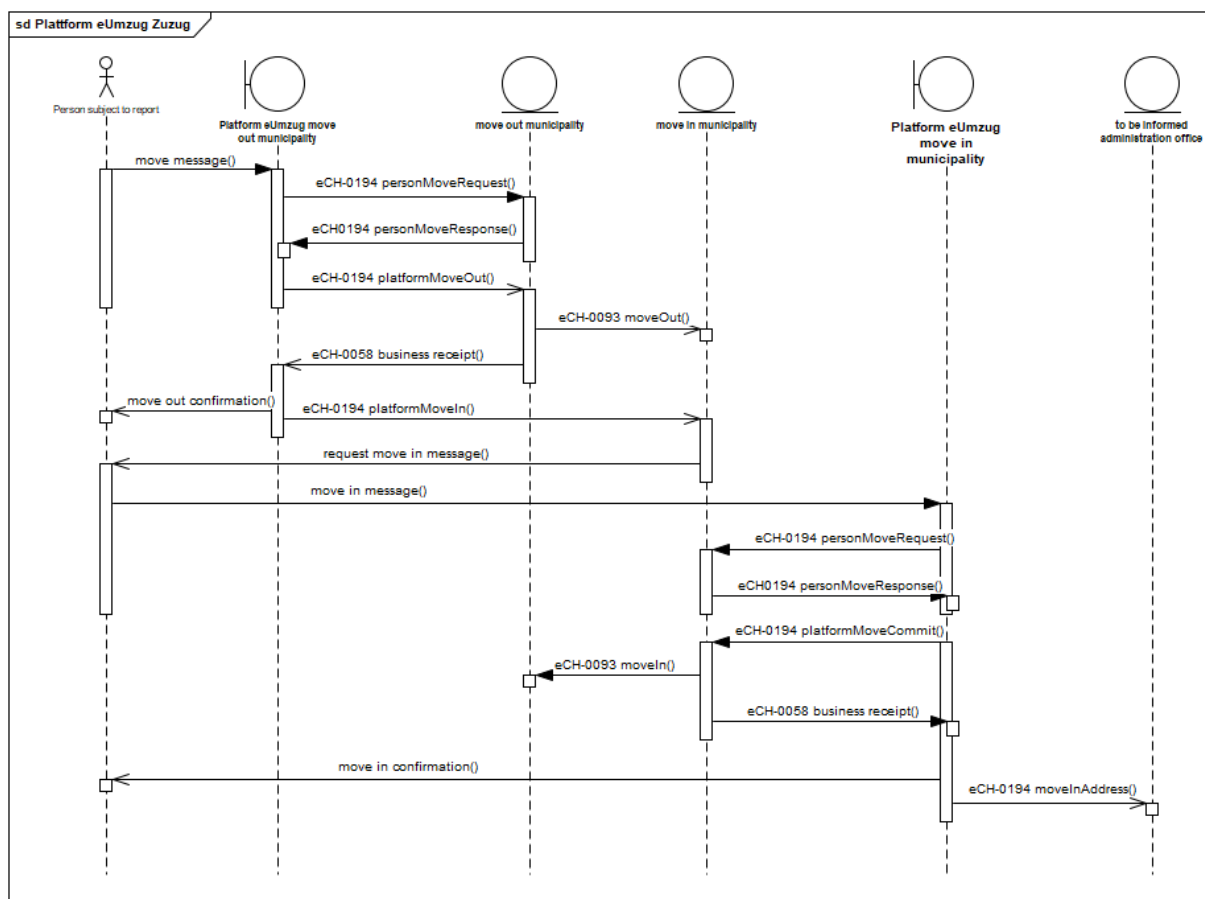 sd Plattform eUmzug Zuzug
Person subject to report
Platform eUmzug move
out municipality
move out municipality
move in municipality
Platform eUmzug
move in
municipality
to be informed
administration office
move message()
eCH-0194 personMoveRequest()
eCH0194 personMoveResponse()
eCH-0194 platformMoveOut()
eCH-0093 moveOut()
eCH-0058 business receipt()
move out confirmation()
eCH-0194 platformMoveIn()
request move in message()
move in message()
eCH-0194 personMoveRequest()
eCH0194 personMoveResponse()
eCH-0194 platformMoveCommit()
eCH-0093 moveIn()
eCH-0058 business receipt()
move in confirmation()
eCH-0194 moveInAddress()